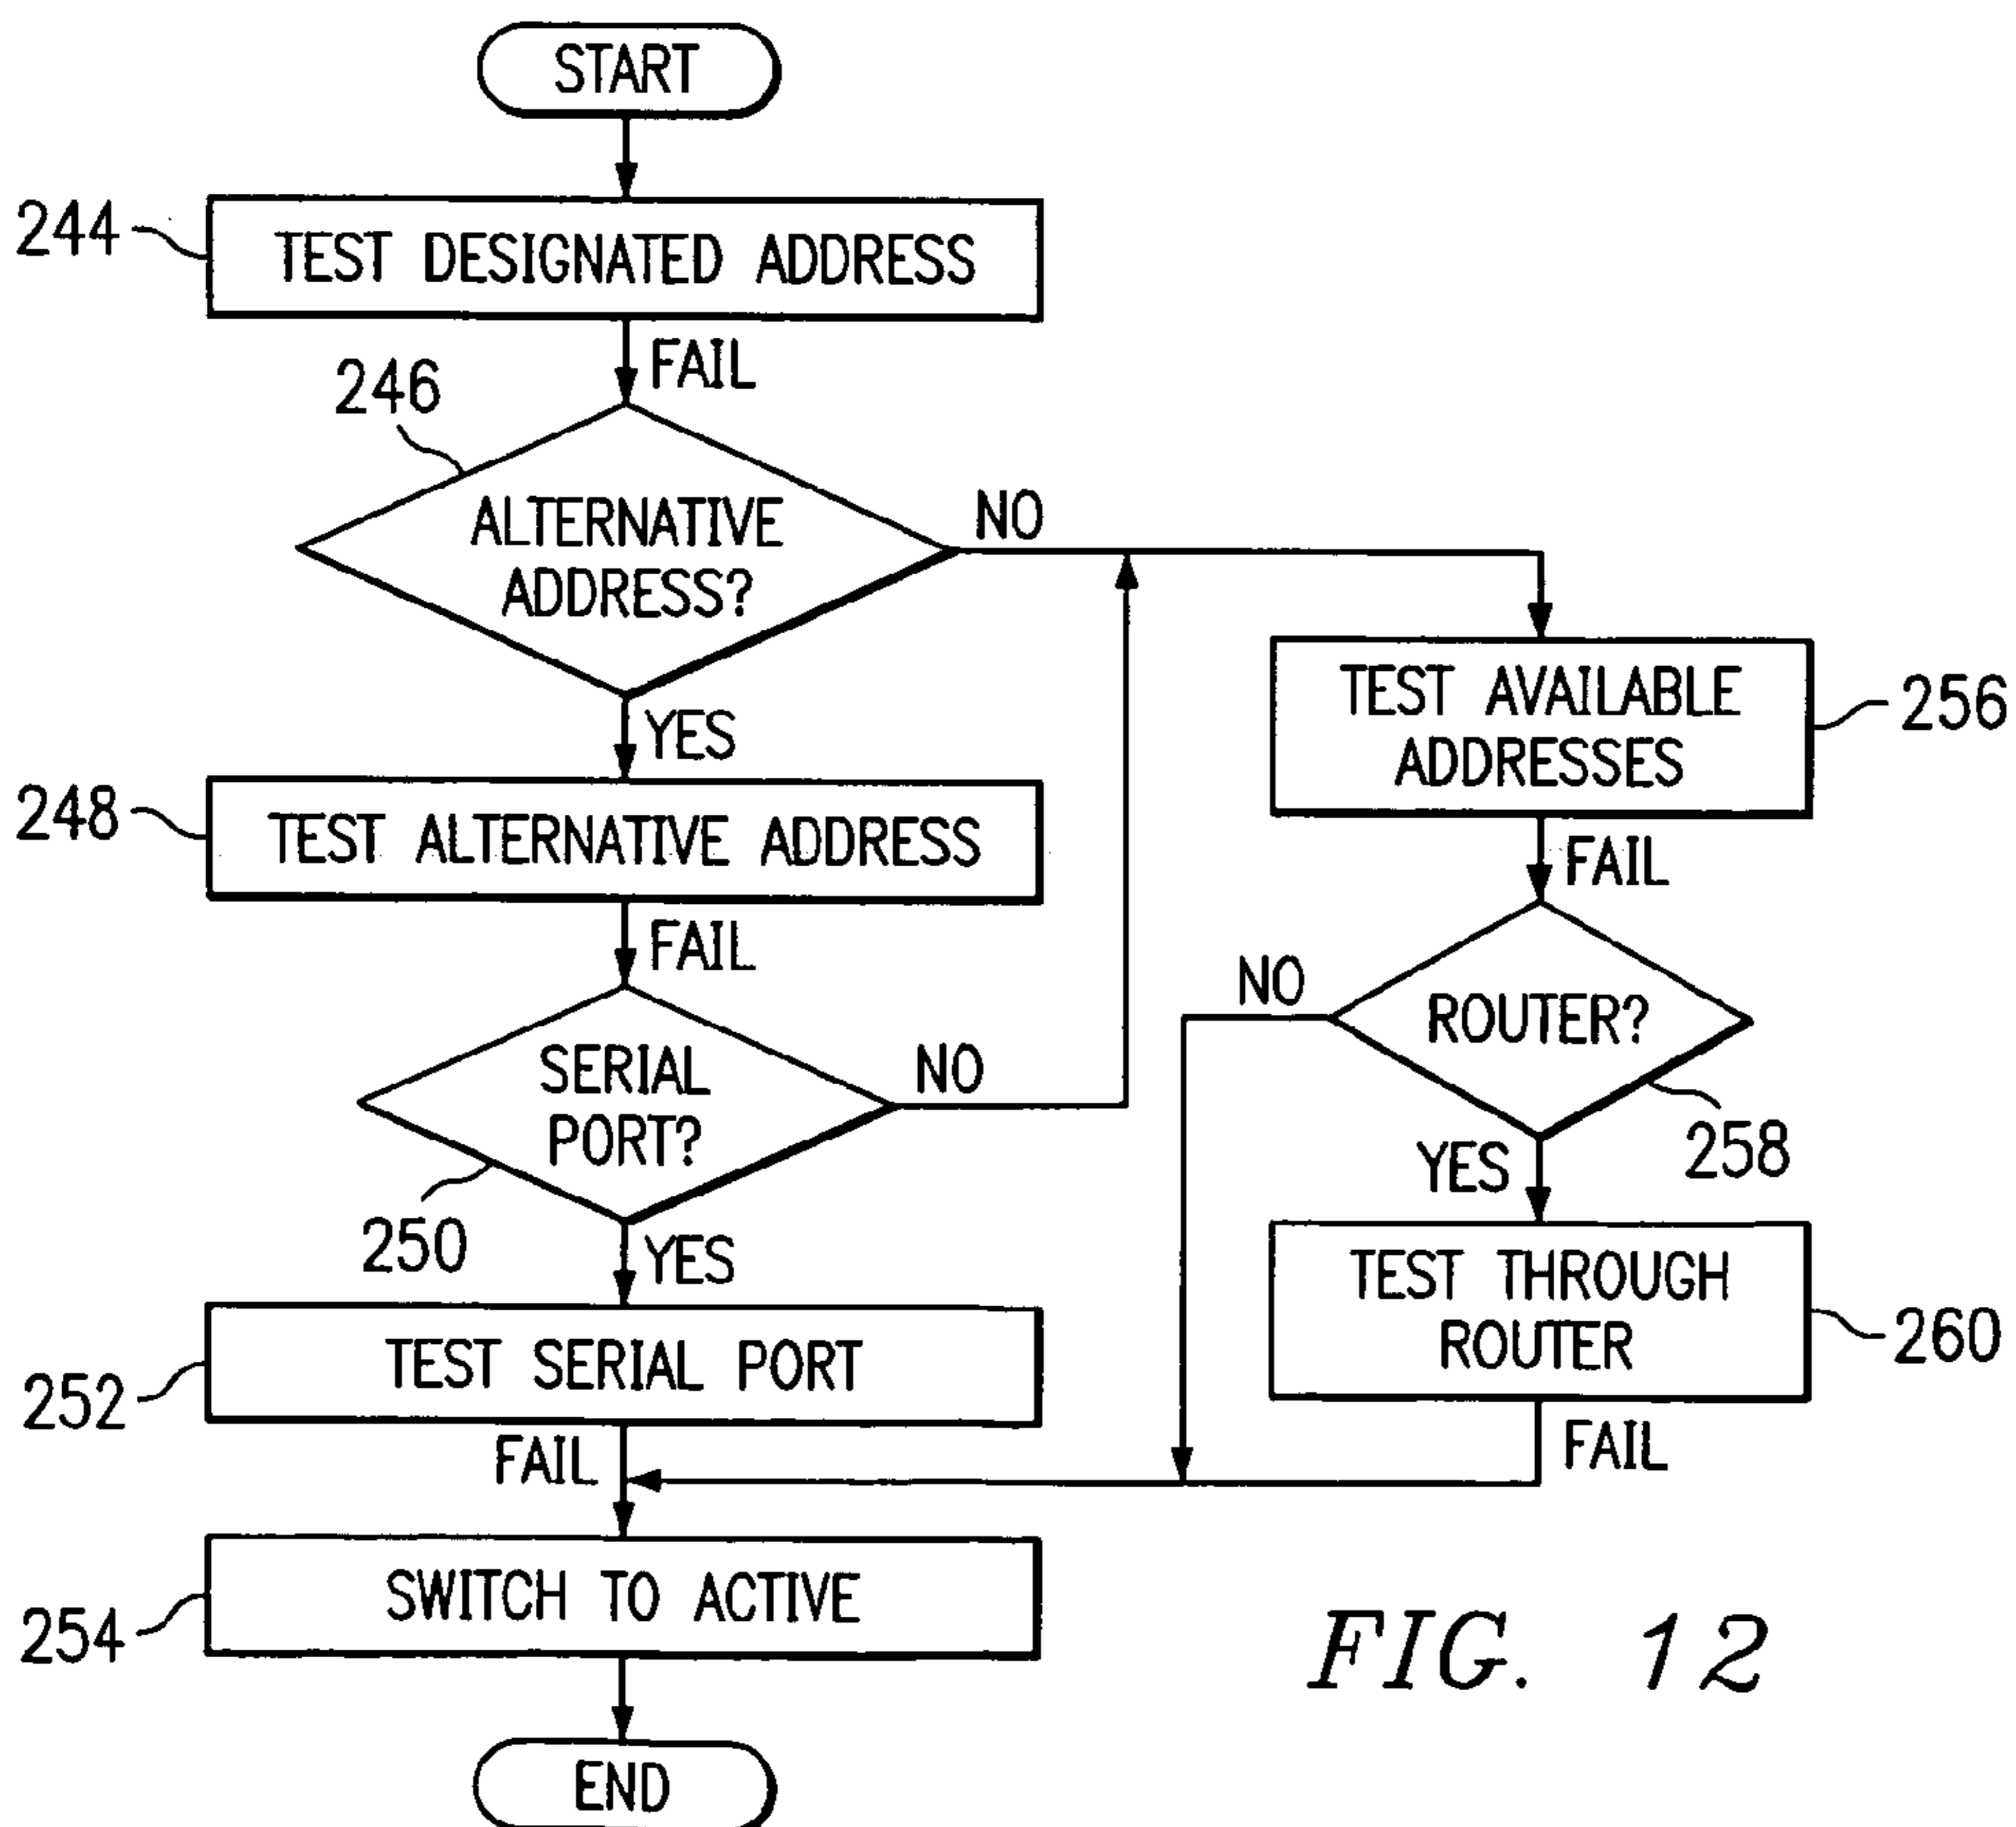 START
244
TEST DESIGNATED ADDRESS
FAIL
246
ALTERNATIVE
ADDRESS?
NO
YES
248
TEST ALTERNATIVE ADDRESS
FAIL
SERIAL
PORT?
NO
250
YES
252
TEST SERIAL PORT
FAIL
254
SWITCH TO ACTIVE
END
TEST AVAILABLE
ADDRESSES
256
FAIL
NO
ROUTER?
258
YES
TEST THROUGH
ROUTER
260
FAIL
FIG. 12